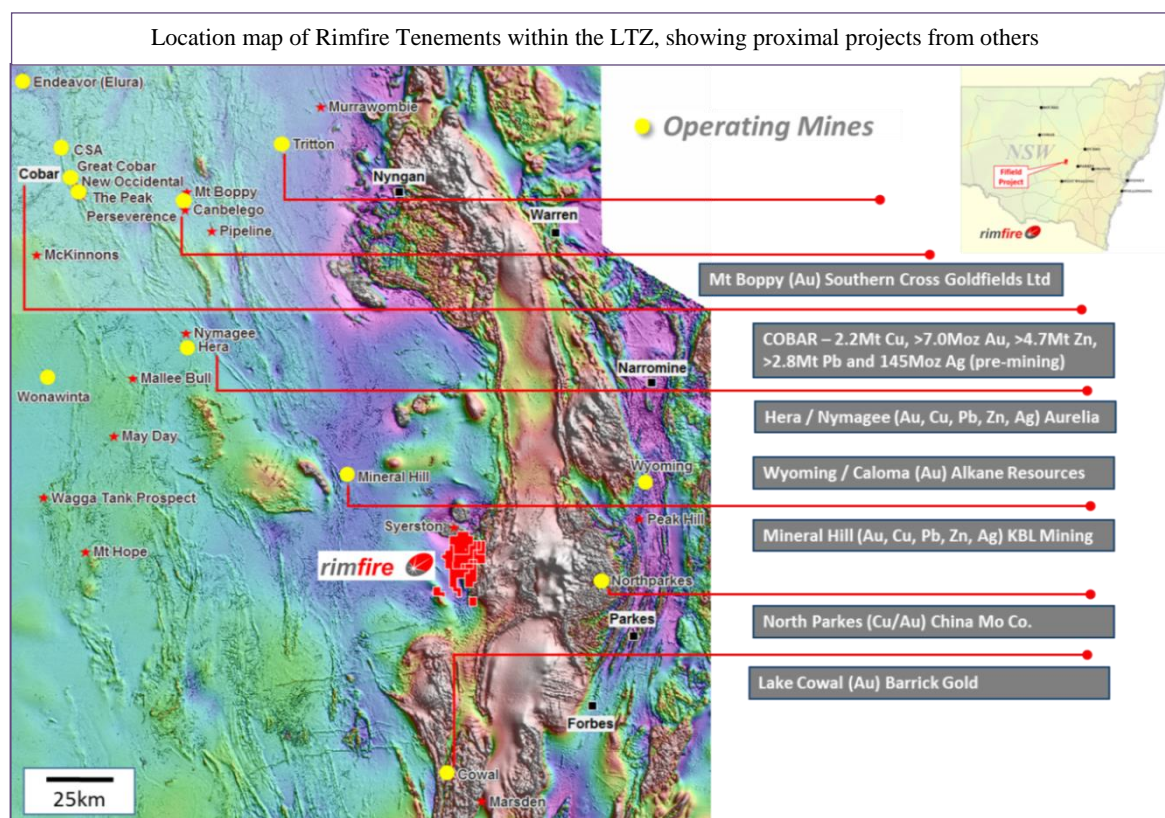 Location map of Rimfire Tenements within the LTZ, showing proximal projects from others
Endeavor (Elura)
Murrawombie
Operating Mines
Tritton
CSA
Cobar
Great Cobar
New Occidental
The Peak
Perseverence
Mt Boppy
Canbelego
Pipeline
McKinnons
Nyngan
Warren
NSW
Fifield
Project
rimfire
Mt Boppy (Au) Southern Cross Goldfields Ltd
COBAR – 2.2Mt Cu, >7.0Moz Au, >4.7Mt Zn,
>2.8Mt Pb and 145Moz Ag (pre-mining)
Nymagee
Hera
Mallee Bull
Wonawinta
Narromine
Hera / Nymagee (Au, Cu, Pb, Zn, Ag) Aurelia
May Day
Mineral Hill
Wyoming
Wyoming / Caloma (Au) Alkane Resources
Wagga Tank Prospect
Syerston
Peak Hill
Mineral Hill (Au, Cu, Pb, Zn, Ag) KBL Mining
Mt Hope
rimfire
Northparkes
Parkes
North Parkes (Cu/Au) China Mo Co.
Lake Cowal (Au) Barrick Gold
Forbes
Cowal
Marsden
25km